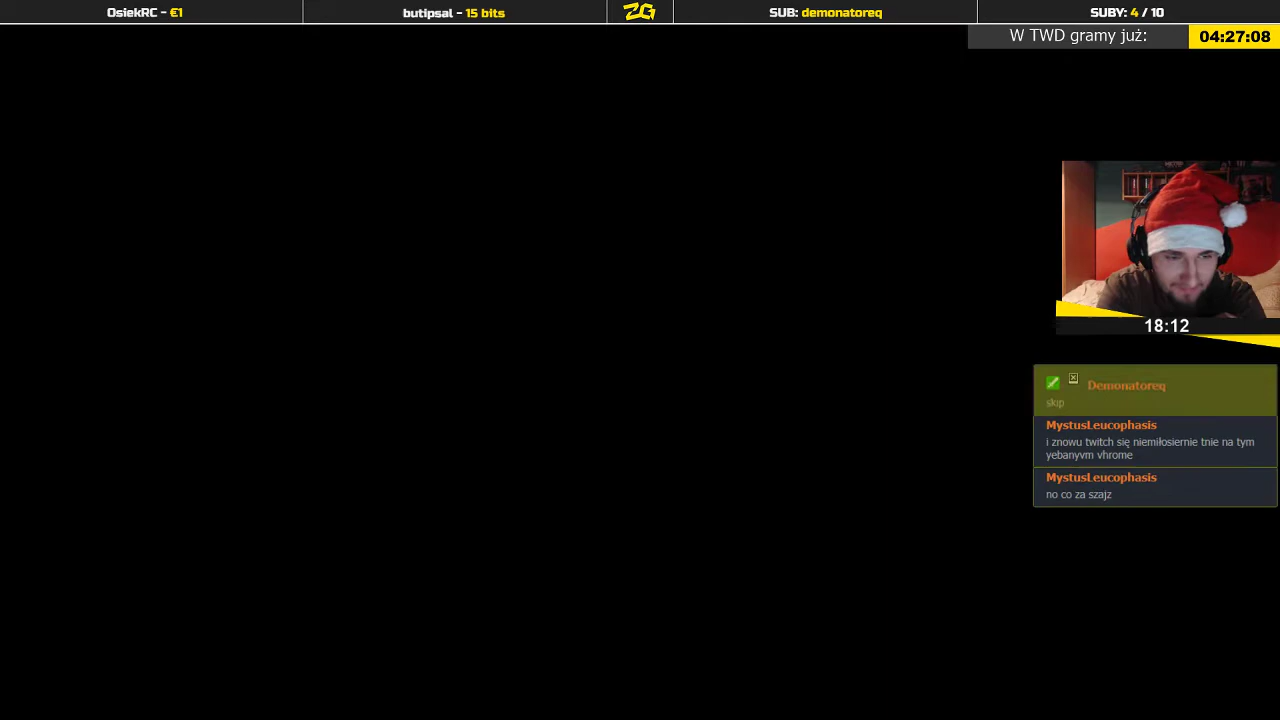 OsiekRC - €1
butipsal - 15 bits
ZG
SUB: demonatoreq
SUBY: 4 / 10
W TWD gramy już:
04:27:08
18:12
Demonatoreq
skip
MystusLeucophasis
i znowu twitch się niemiłosiernie tnie na tym
yebanyvm vhrome
MystusLeucophasis
no co za szajz